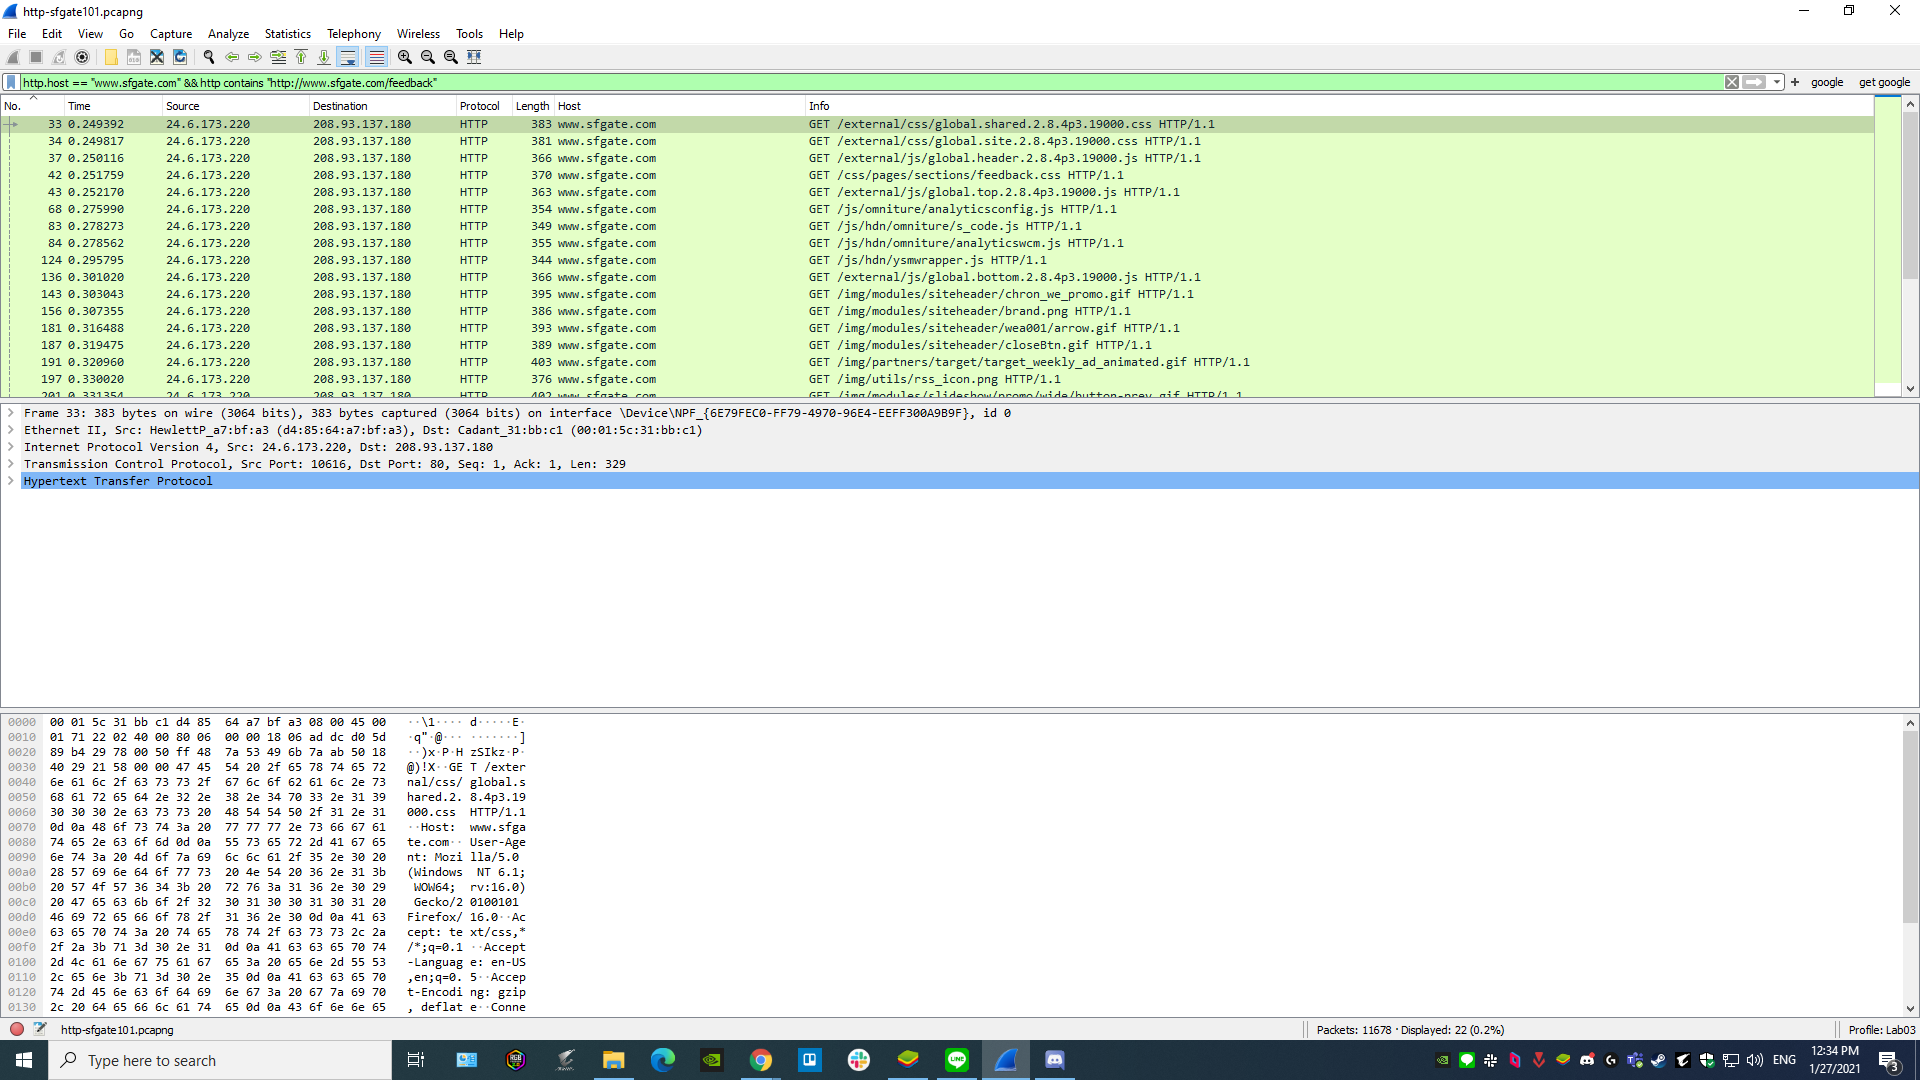 http-sfgate101.pcapng
File Edit View Go Capture Analyze Statistics Telephony Wireless Tools Help
http.host == "www.sfgate.com" && http contains "http://www.sfgate.com/feedback"
+ google get google
No. Time Source Destination Protocol Length Host Info
33 0.249392 24.6.173.220 208.93.137.180 HTTP 383 www.sfgate.com GET /external/css/global.shared.2.8.4p3.19000.css HTTP/1.1
34 0.249817 24.6.173.220 208.93.137.180 HTTP 381 www.sfgate.com GET /external/css/global.site.2.8.4p3.19000.css HTTP/1.1
37 0.250116 24.6.173.220 208.93.137.180 HTTP 366 www.sfgate.com GET /external/js/global.header.2.8.4p3.19000.js HTTP/1.1
42 0.251759 24.6.173.220 208.93.137.180 HTTP 370 www.sfgate.com GET /css/pages/sections/feedback.css HTTP/1.1
43 0.252170 24.6.173.220 208.93.137.180 HTTP 363 www.sfgate.com GET /external/js/global.top.2.8.4p3.19000.js HTTP/1.1
68 0.275990 24.6.173.220 208.93.137.180 HTTP 354 www.sfgate.com GET /js/omniture/analyticsconfig.js HTTP/1.1
83 0.278273 24.6.173.220 208.93.137.180 HTTP 349 www.sfgate.com GET /js/hdn/omniture/s_code.js HTTP/1.1
84 0.278562 24.6.173.220 208.93.137.180 HTTP 355 www.sfgate.com GET /js/hdn/omniture/analyticswcm.js HTTP/1.1
124 0.295795 24.6.173.220 208.93.137.180 HTTP 344 www.sfgate.com GET /js/hdn/ysmwrapper.js HTTP/1.1
136 0.301020 24.6.173.220 208.93.137.180 HTTP 366 www.sfgate.com GET /external/js/global.bottom.2.8.4p3.19000.js HTTP/1.1
143 0.303043 24.6.173.220 208.93.137.180 HTTP 395 www.sfgate.com GET /img/modules/siteheader/chron_we_promo.gif HTTP/1.1
156 0.307355 24.6.173.220 208.93.137.180 HTTP 386 www.sfgate.com GET /img/modules/siteheader/brand.png HTTP/1.1
181 0.316488 24.6.173.220 208.93.137.180 HTTP 393 www.sfgate.com GET /img/modules/siteheader/wea001/arrow.gif HTTP/1.1
187 0.319475 24.6.173.220 208.93.137.180 HTTP 389 www.sfgate.com GET /img/modules/siteheader/closeBtn.gif HTTP/1.1
191 0.320960 24.6.173.220 208.93.137.180 HTTP 403 www.sfgate.com GET /img/partners/target/target_weekly_ad_animated.gif HTTP/1.1
197 0.330020 24.6.173.220 208.93.137.180 HTTP 376 www.sfgate.com GET /img/utils/rss_icon.png HTTP/1.1
201 0.331354 24.6.173.220 208.93.137.180 HTTP 402 www.sfgate.com GET /img/modules/slideshow/promo/wide/button-prev.gif HTTP/1.1
Frame 33: 383 bytes on wire (3064 bits), 383 bytes captured (3064 bits) on interface \Device\NPF_{6E79FEC0-FF79-4970-96E4-EEFF300A9B9F}, id 0
Ethernet II, Src: HewlettP_a7:bf:a3 (d4:85:64:a7:bf:a3), Dst: Cadant_31:bb:c1 (00:01:5c:31:bb:c1)
Internet Protocol Version 4, Src: 24.6.173.220, Dst: 208.93.137.180
Transmission Control Protocol, Src Port: 10616, Dst Port: 80, Seq: 1, Ack: 1, Len: 329
Hypertext Transfer Protocol
0000 00 01 5c 31 bb c1 d4 85 64 a7 bf a3 08 00 45 00 ··\1···· d·····E·
0010 01 71 22 02 40 00 80 06 00 00 18 06 ad dc d0 5d ·q"·@··· ·······]
0020 89 b4 29 78 00 50 ff 48 7a 53 49 6b 7a ab 50 18 ··)x·P·H zSIkz·P·
0030 40 29 21 58 00 00 47 45 54 20 2f 65 78 74 65 72 @)!X··GE T /exter
0040 6e 61 6c 2f 63 73 73 2f 67 6c 6f 62 61 6c 2e 73 nal/css/ global.s
0050 68 61 72 65 64 2e 32 2e 38 2e 34 70 33 2e 31 39 hared.2. 8.4p3.19
0060 30 30 30 2e 63 73 73 20 48 54 54 50 2f 31 2e 31 000.css HTTP/1.1
0070 0d 0a 48 6f 73 74 3a 20 77 77 77 2e 73 66 67 61 ··Host: www.sfga
0080 74 65 2e 63 6f 6d 0d 0a 55 73 65 72 2d 41 67 65 te.com·· User-Age
0090 6e 74 3a 20 4d 6f 7a 69 6c 6c 61 2f 35 2e 30 20 nt: Mozi lla/5.0
00a0 28 57 69 6e 64 6f 77 73 20 4e 54 20 36 2e 31 3b (Windows NT 6.1;
00b0 20 57 4f 57 36 34 3b 20 72 76 3a 31 36 2e 30 29 WOW64; rv:16.0)
00c0 20 47 65 63 6b 6f 2f 32 30 31 30 30 31 30 31 20 Gecko/2 0100101
00d0 46 69 72 65 66 6f 78 2f 31 36 2e 30 0d 0a 41 63 Firefox/ 16.0··Ac
00e0 63 65 70 74 3a 20 74 65 78 74 2f 63 73 73 2c 2a cept: te xt/css,*
00f0 2f 2a 3b 71 3d 30 2e 31 0d 0a 41 63 63 65 70 74 /*;q=0.1 ··Accept
0100 2d 4c 61 6e 67 75 61 67 65 3a 20 65 6e 2d 55 53 -Languag e: en-US
0110 2c 65 6e 3b 71 3d 30 2e 35 0d 0a 41 63 63 65 70 ,en;q=0. 5··Accep
0120 74 2d 45 6e 63 6f 64 69 6e 67 3a 20 67 7a 69 70 t-Encodi ng: gzip
0130 2c 20 64 65 66 6c 61 74 65 0d 0a 43 6f 6e 6e 65 , deflat e··Conne
http-sfgate101.pcapng Packets: 11678 · Displayed: 22 (0.2%) Profile: Lab03
Type here to search
LINE
ENG
12:34 PM
1/27/2021
3